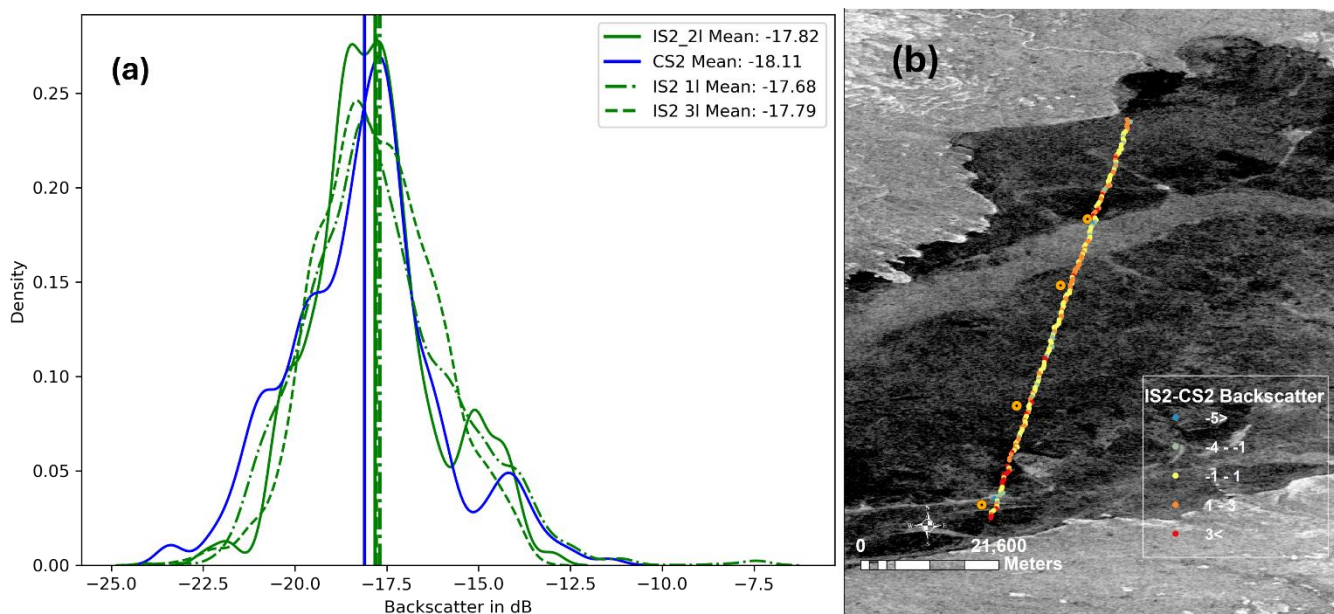 (a)
IS2_2l Mean: -17.82
CS2 Mean: -18.11
IS2 1l Mean: -17.68
IS2 3l Mean: -17.79
Density
0.25
0.20
0.15
0.10
0.05
0.00
−25.0 −22.5 −20.0 −17.5 −15.0 −12.5 −10.0 −7.5
Backscatter in dB
(b)
IS2-CS2 Backscatter
-5>
-4 - -1
-1 - 1
1 - 3
3<
0 21,600
Meters